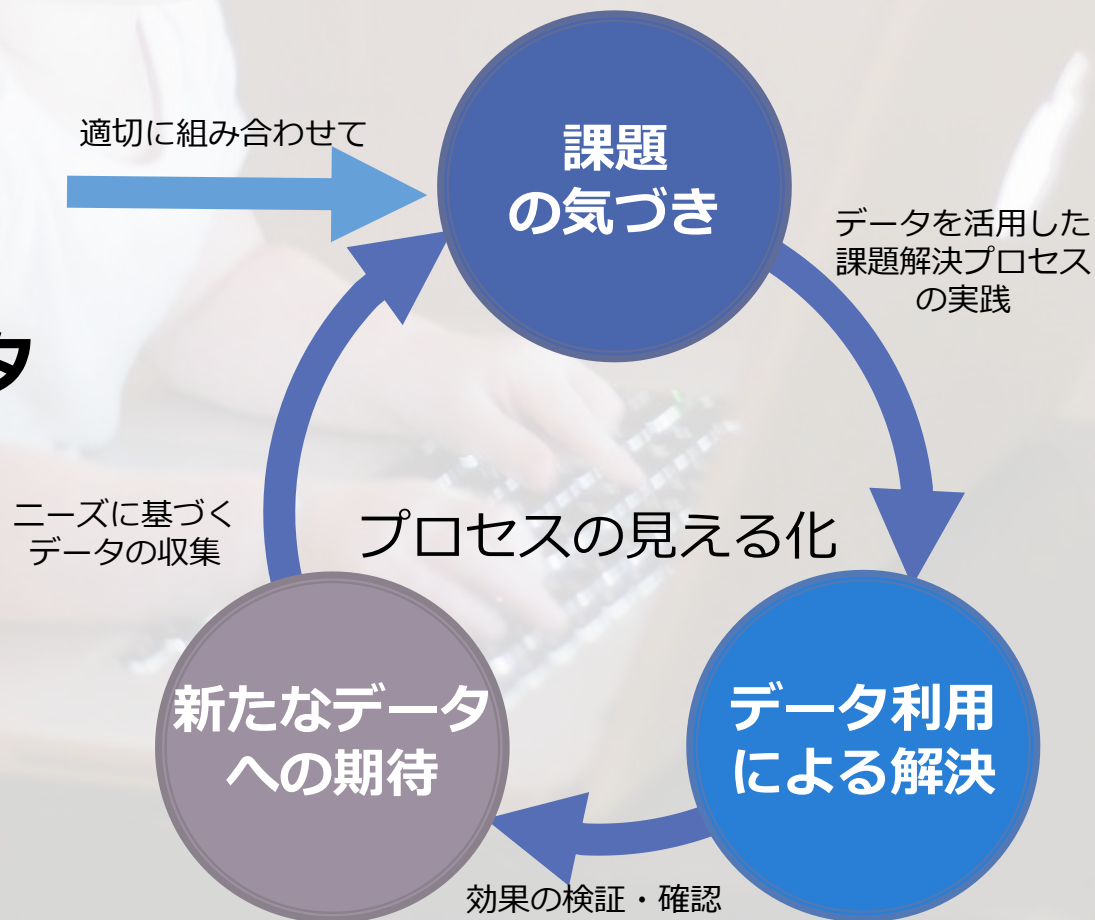 適切に組み合わせて
課題
の気づき
データを活用した
課題解決プロセス
の実践
タ
ニーズに基づく
データの収集
プロセスの見える化
新たなデータ
への期待
データ利用
による解決
効果の検証・確認